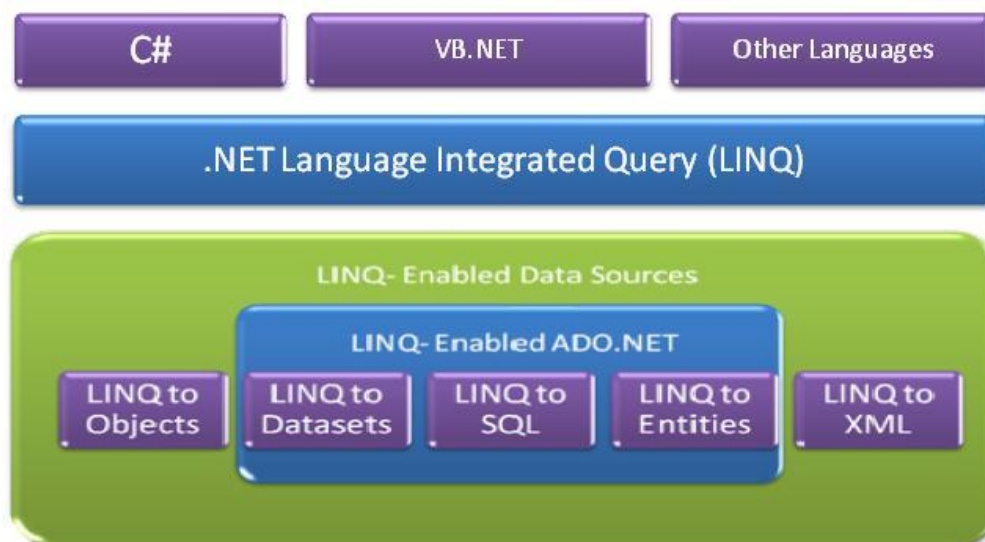 C#
VB.NET
Other Languages
.NET Language Integrated Query (LINQ)
LINQ- Enabled Data Sources
LINQ- Enabled ADO.NET
LINQ to
Objects
LINQ to
Datasets
LINQ to
SQL
LINQ to
Entities
LINQ to
XML